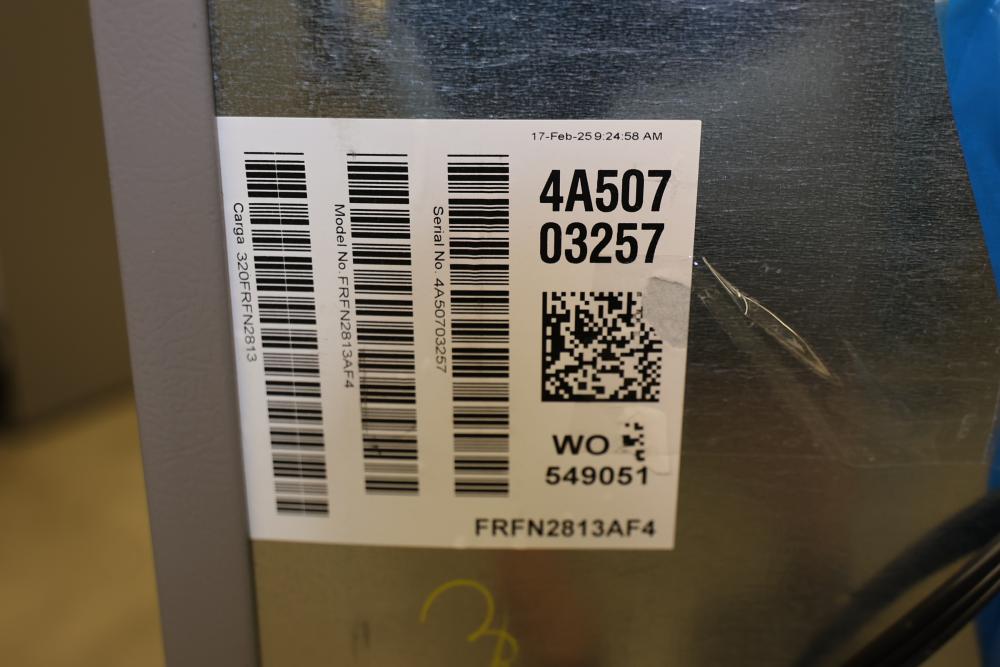 17-Feb-25 9:24:58 AM
4A507
03257
Carga 320FRFN2813
Model No. FRFN2813AF4
Serial No. 4A50703257
WO
549051
FRFN2813AF4